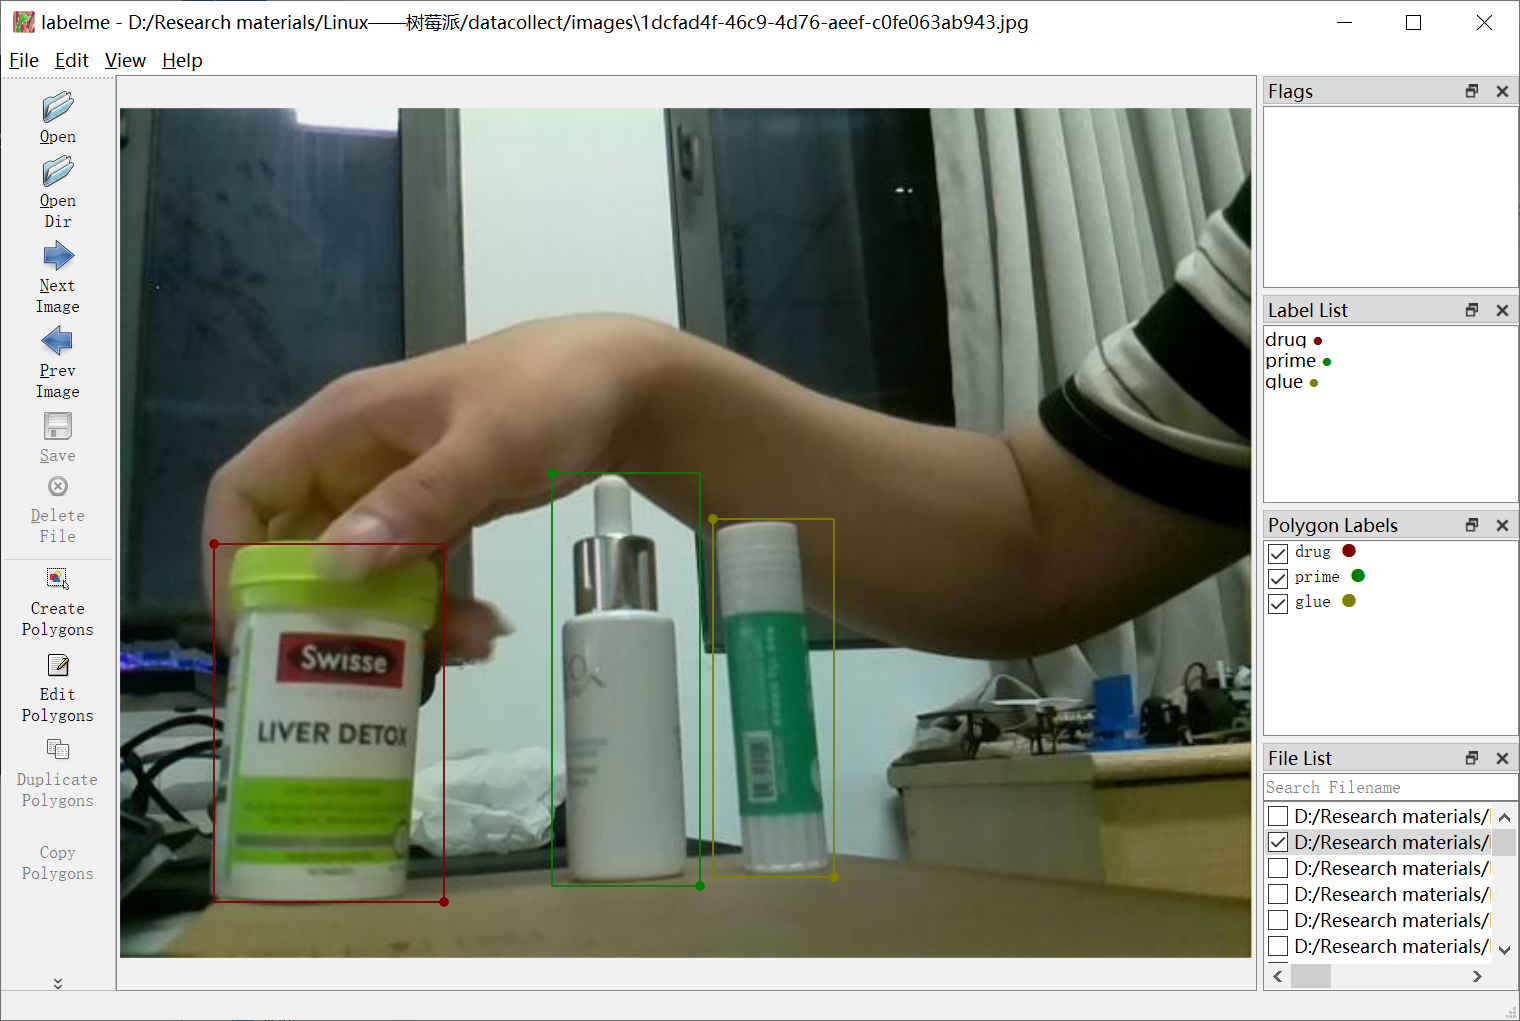 labelme - D:/Research materials/Linux——树莓派/datacollect/images\1dcfad4f-46c9-4d76-aeef-c0fe063ab943.jpg
File Edit View Help
Open
Open
Dir
Next
Image
Prev
Image
Save
Delete
File
Create
Polygons
Edit
Polygons
Duplicate
Polygons
Copy
Polygons
Swisse
LIVER DETOX
Flags
Label List
drug
prime
glue
Polygon Labels
drug
prime
glue
File List
Search Filename
D:/Research materials/
D:/Research materials/
D:/Research materials/
D:/Research materials/
D:/Research materials/
D:/Research materials/